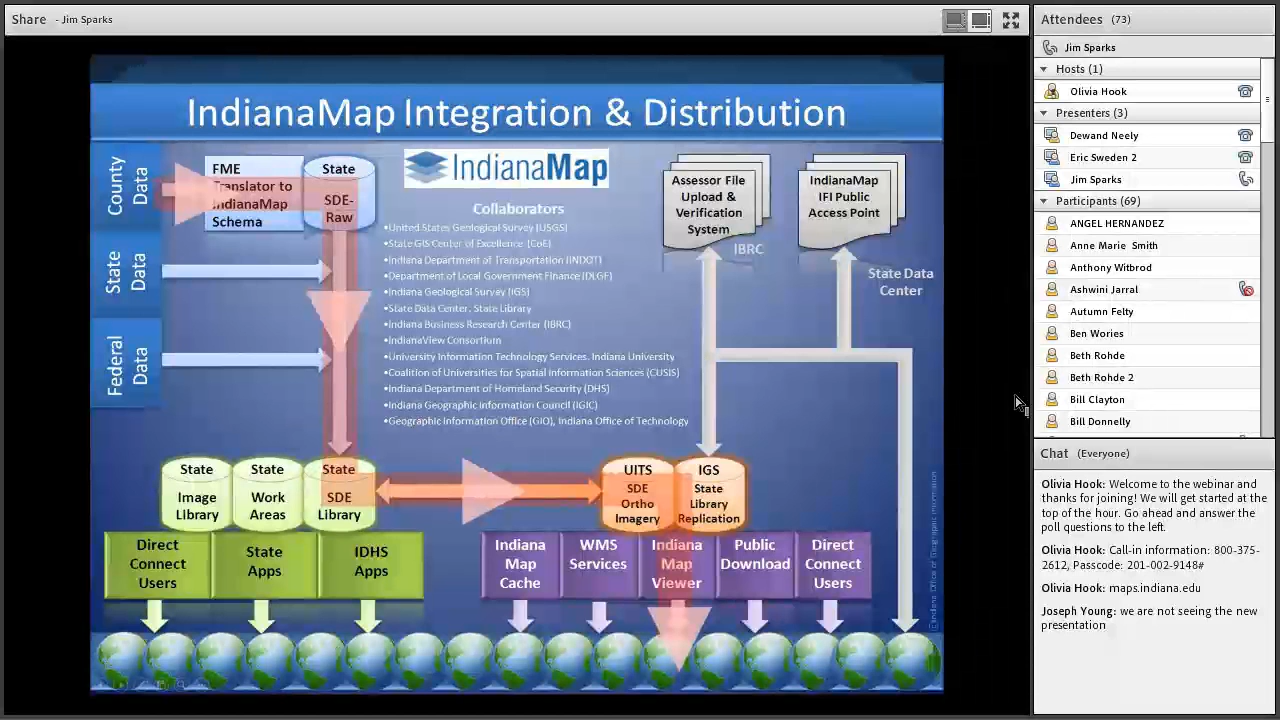 Share - Jim Sparks
IndianaMap Integration & Distribution
County
Data
State
Data
Federal
Data
FME
Translator to
IndianaMap
Schema
State
SDE-
Raw
IndianaMap
Collaborators
•United States Geological Survey (USGS)
•State GIS Center of Excellence (CoE)
•Indiana Department of Transportation (INDOT)
•Department of Local Government Finance (DLGF)
•Indiana Geological Survey (IGS)
•State Data Center, State Library
•Indiana Business Research Center (IBRC)
•IndianaView Consortium
•University Information Technology Services, Indiana University
•Coalition of Universities for Spatial Information Sciences (CUSIS)
•Indiana Department of Homeland Security (DHS)
•Indiana Geographic Information Council (IGIC)
•Geographic Information Office (GIO), Indiana Office of Technology
Assessor File
Upload &
Verification
System
IBRC
IndianaMap
IFI Public
Access Point
State Data
Center
State
Image
Library
State
Work
Areas
State
SDE
Library
UITS
SDE
Ortho
Imagery
IGS
State
Library
Replication
Direct
Connect
Users
State
Apps
IDHS
Apps
Indiana
Map
Cache
WMS
Services
Indiana
Map
Viewer
Public
Download
Direct
Connect
Users
Indiana Office of Geographic Information
Attendees (73)
Jim Sparks
Hosts (1)
Olivia Hook
Presenters (3)
Dewand Neely
Eric Sweden 2
Jim Sparks
Participants (69)
ANGEL HERNANDEZ
Anne Marie Smith
Anthony Witbrod
Ashwini Jarral
Autumn Felty
Ben Wories
Beth Rohde
Beth Rohde 2
Bill Clayton
Bill Donnelly
Chat (Everyone)
Olivia Hook: Welcome to the webinar and
thanks for joining! We will get started at the
top of the hour. Go ahead and answer the
poll questions to the left.
Olivia Hook: Call-in information: 800-375-
2612, Passcode: 201-002-9148#
Olivia Hook: maps.indiana.edu
Joseph Young: we are not seeing the new
presentation